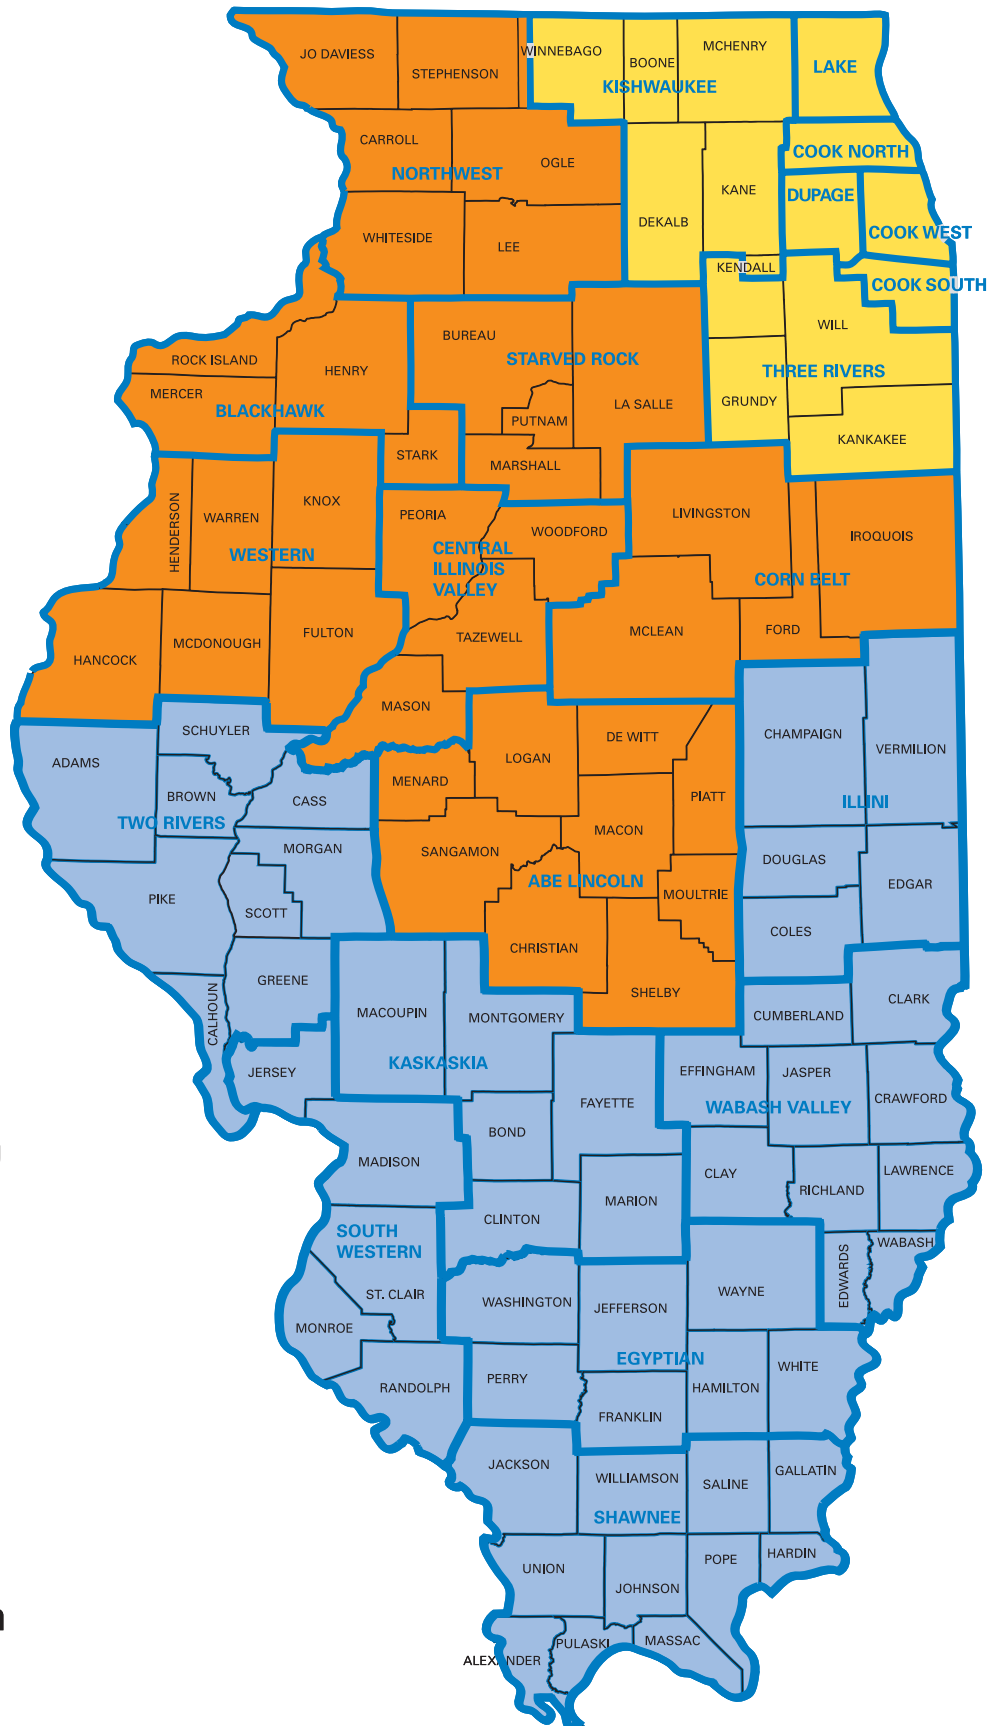 JO DAVIESS
STEPHENSON
WINNEBAGO
BOONE
MCHENRY
LAKE
KISHWAUKEE
CARROLL
NORTHWEST
OGLE
COOK NORTH
DEKALB
KANE
DUPAGE
COOK WEST
WHITESIDE
LEE
KENDALL
COOK SOUTH
WILL
BUREAU
ROCK ISLAND
HENRY
STARVED ROCK
THREE RIVERS
MERCER
BLACKHAWK
PUTNAM
LA SALLE
GRUNDY
KANKAKEE
STARK
MARSHALL
HENDERSON
WARREN
KNOX
PEORIA
WOODFORD
LIVINGSTON
IROQUOIS
WESTERN
CENTRAL
ILLINOIS
VALLEY
CORN BELT
HANCOCK
MCDONOUGH
FULTON
TAZEWELL
MCLEAN
FORD
MASON
SCHUYLER
ADAMS
LOGAN
DE WITT
CHAMPAIGN
VERMILION
BROWN
CASS
MENARD
PIATT
ILLINI
TWO RIVERS
MORGAN
SANGAMON
MACON
DOUGLAS
EDGAR
PIKE
SCOTT
ABE LINCOLN
MOULTRIE
COLES
CHRISTIAN
SHELBY
CALHOUN
GREENE
MACOUPIN
MONTGOMERY
CUMBERLAND
CLARK
JERSEY
KASKASKIA
FAYETTE
EFFINGHAM
JASPER
CRAWFORD
WABASH VALLEY
BOND
MADISON
CLAY
RICHLAND
LAWRENCE
MARION
CLINTON
SOUTH
WESTERN
EDWARDS
WABASH
ST. CLAIR
WASHINGTON
JEFFERSON
WAYNE
MONROE
EGYPTIAN
WHITE
RANDOLPH
PERRY
HAMILTON
FRANKLIN
JACKSON
WILLIAMSON
SALINE
GALLATIN
SHAWNEE
UNION
JOHNSON
POPE
HARDIN
ALEXANDER
PULASKI
MASSAC